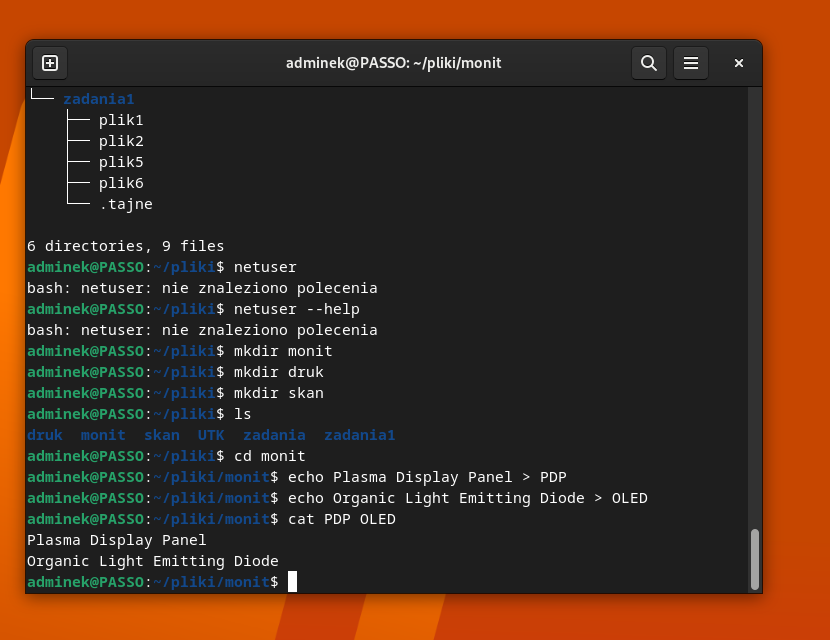 adminek@PASSO: ~/pliki/monit
└── zadania1
├── plik1
├── plik2
├── plik5
├── plik6
└── .tajne
6 directories, 9 files
adminek@PASSO:~/pliki$ netuser
bash: netuser: nie znaleziono polecenia
adminek@PASSO:~/pliki$ netuser --help
bash: netuser: nie znaleziono polecenia
adminek@PASSO:~/pliki$ mkdir monit
adminek@PASSO:~/pliki$ mkdir druk
adminek@PASSO:~/pliki$ mkdir skan
adminek@PASSO:~/pliki$ ls
druk  monit  skan  UTK  zadania  zadania1
adminek@PASSO:~/pliki$ cd monit
adminek@PASSO:~/pliki/monit$ echo Plasma Display Panel > PDP
adminek@PASSO:~/pliki/monit$ echo Organic Light Emitting Diode > OLED
adminek@PASSO:~/pliki/monit$ cat PDP OLED
Plasma Display Panel
Organic Light Emitting Diode
adminek@PASSO:~/pliki/monit$